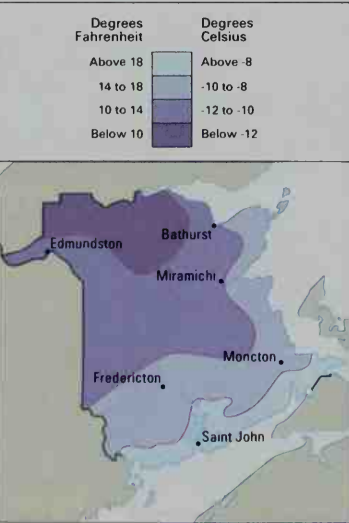 Degrees Fahrenheit
Degrees Celsius
Above 18
Above -8
14 to 18
-10 to -8
10 to 14
-12 to -10
Below 10
Below -12
Edmundston
Bathurst
Miramichi
Moncton
Fredericton
Saint John